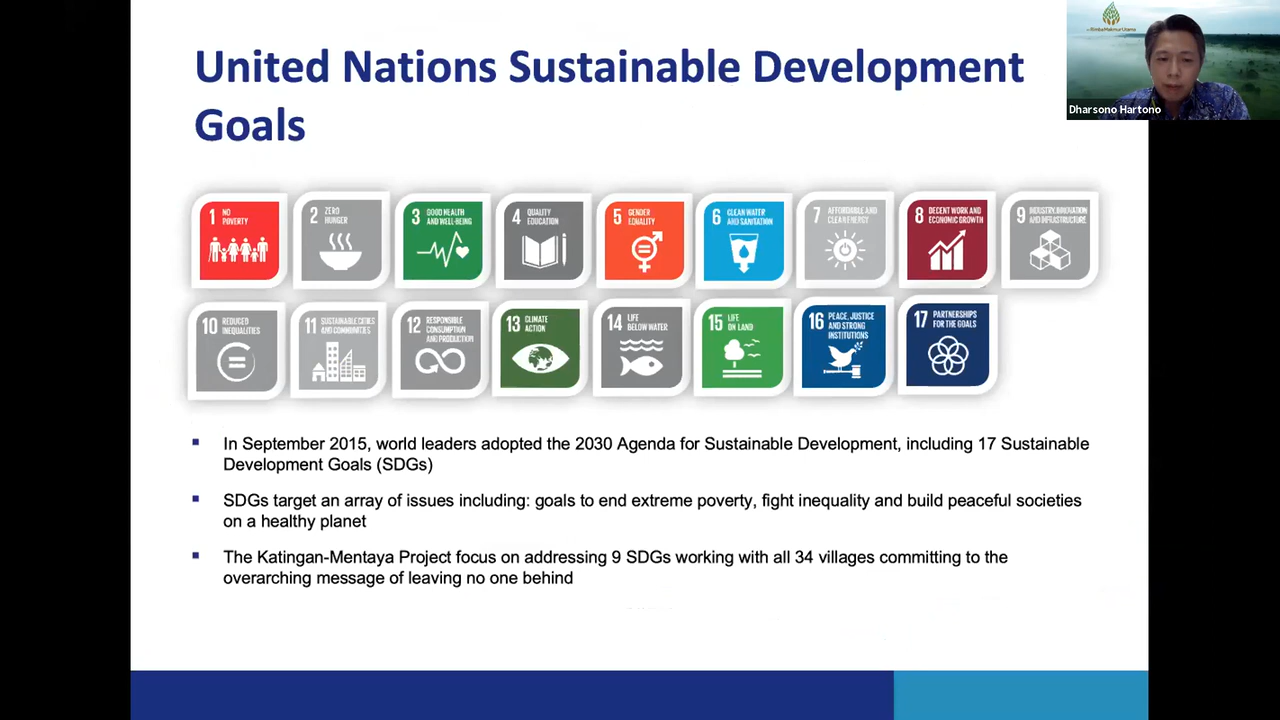 United Nations Sustainable Development
Goals
RimbaMakmurUtama
Dharsono Hartono
1 NO
POVERTY
2 ZERO
HUNGER
3 GOOD HEALTH
AND WELL-BEING
4 QUALITY
EDUCATION
5 GENDER
EQUALITY
6 CLEAN WATER
AND SANITATION
7 AFFORDABLE AND
CLEAN ENERGY
8 DECENT WORK AND
ECONOMIC GROWTH
9 INDUSTRY, INNOVATION
AND INFRASTRUCTURE
10 REDUCED
INEQUALITIES
11 SUSTAINABLE CITIES
AND COMMUNITIES
12 RESPONSIBLE
CONSUMPTION
AND PRODUCTION
13 CLIMATE
ACTION
14 LIFE
BELOW WATER
15 LIFE
ON LAND
16 PEACE, JUSTICE
AND STRONG
INSTITUTIONS
17 PARTNERSHIPS
FOR THE GOALS
In September 2015, world leaders adopted the 2030 Agenda for Sustainable Development, including 17 Sustainable
Development Goals (SDGs)
SDGs target an array of issues including: goals to end extreme poverty, fight inequality and build peaceful societies
on a healthy planet
The Katingan-Mentaya Project focus on addressing 9 SDGs working with all 34 villages committing to the
overarching message of leaving no one behind